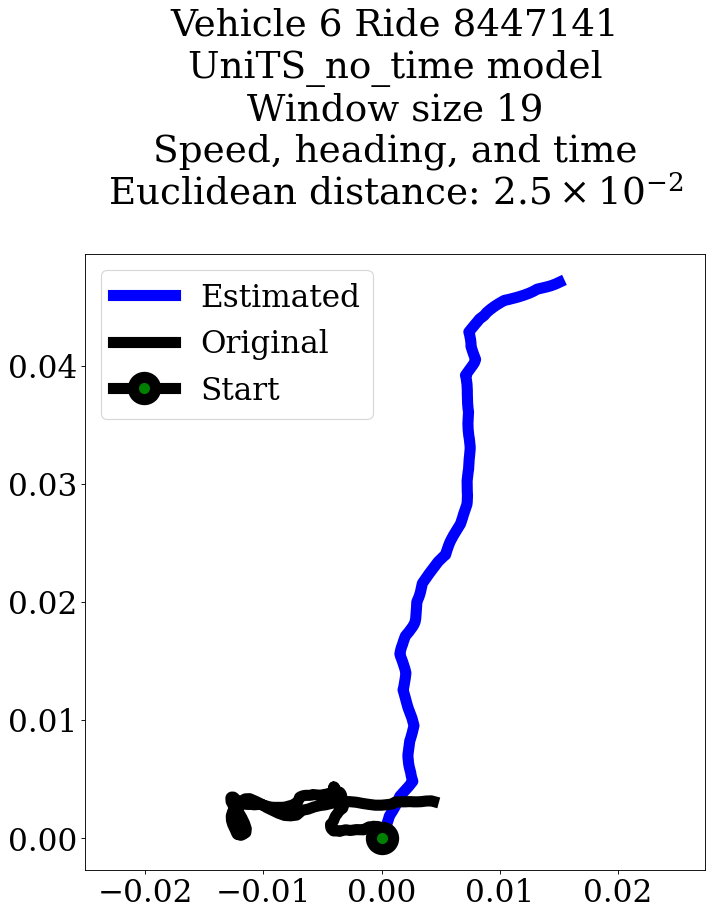 Vehicle 6 Ride 8447141
UniTS_no_time model
Window size 19
Speed, heading, and time
Euclidean distance: 2.5 × 10⁻²
Estimated
Original
Start
0.04
0.03
0.02
0.01
0.00
−0.02 −0.01 0.00 0.01 0.02